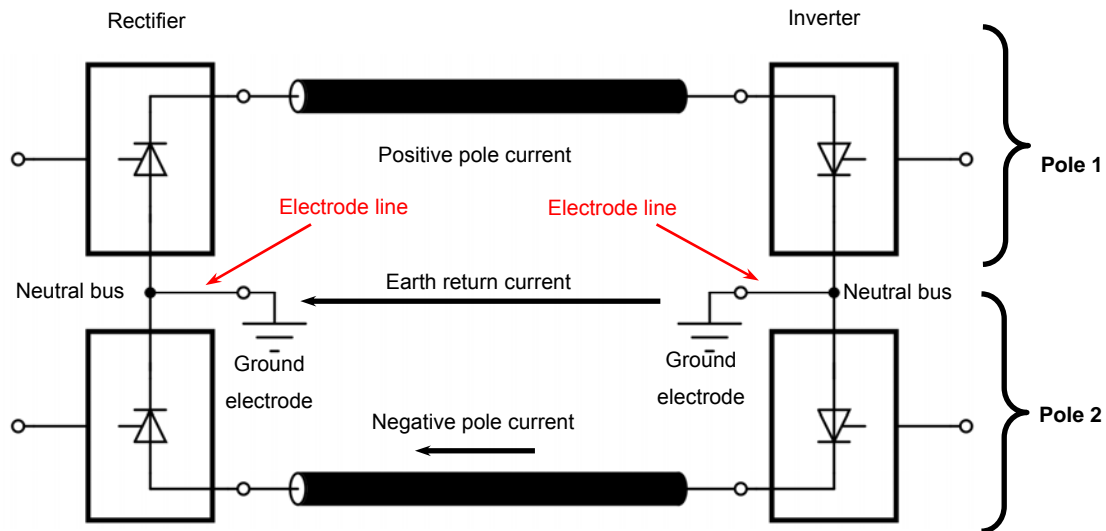 Rectifier
Inverter
Positive pole current
Pole 1
Electrode line
Electrode line
Neutral bus
Earth return current
Neutral bus
Ground
electrode
Ground
electrode
Negative pole current
Pole 2